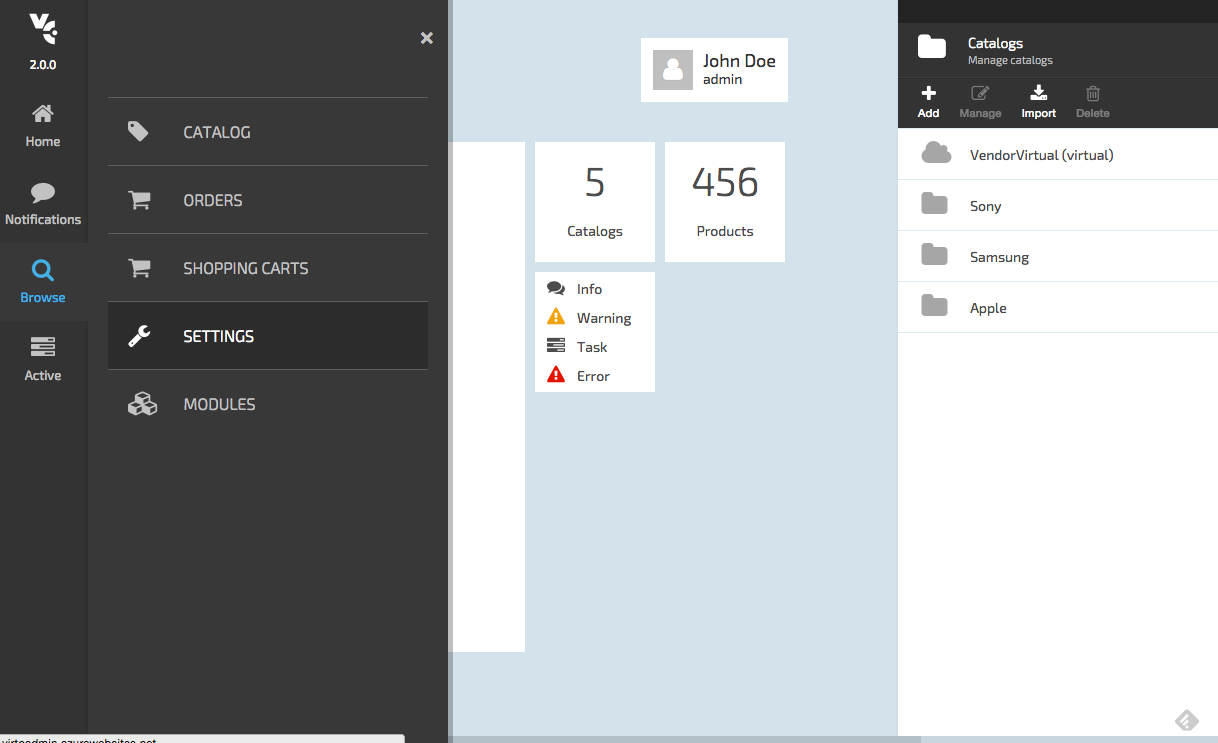 2.0.0
Home
Notifications
Browse
Active
CATALOG
ORDERS
SHOPPING CARTS
SETTINGS
MODULES
John Doe
admin
5
Catalogs
456
Products
Info
Warning
Task
Error
Catalogs
Manage catalogs
Add Manage Import Delete
VendorVirtual (virtual)
Sony
Samsung
Apple